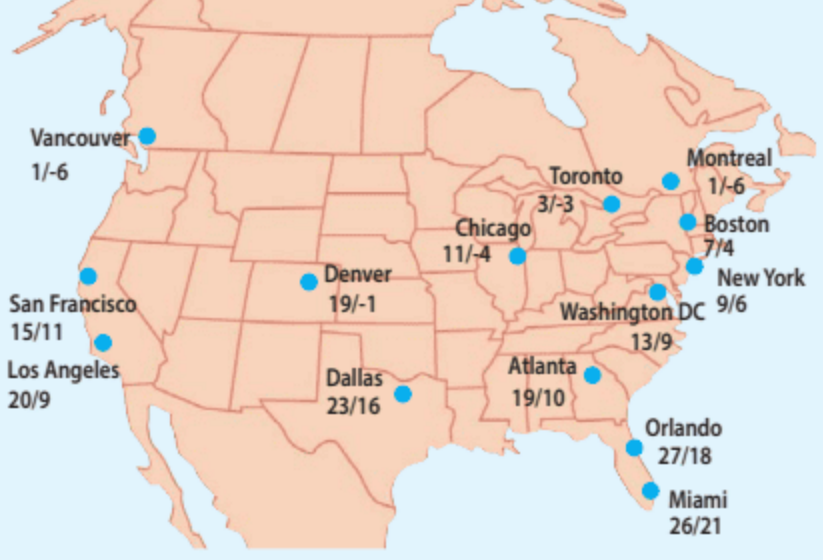 Vancouver
1/-6
Montreal
1/-6
Toronto
3/-3
Boston
7/4
Chicago
11/-4
New York
9/6
Denver
19/-1
San Francisco
15/11
Washington DC
13/9
Los Angeles
20/9
Atlanta
19/10
Dallas
23/16
Orlando
27/18
Miami
26/21